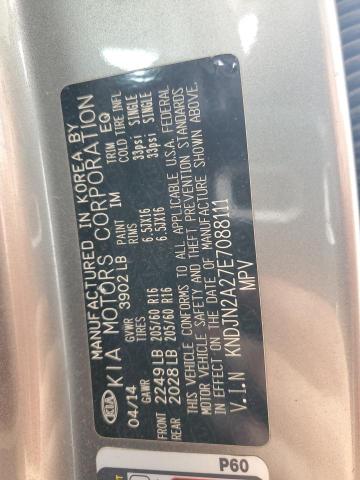 MANUFACTURED IN KOREA BY
KIA KIA MOTORS CORPORATION
04/14 GVWR 3902 LB PAINT IM TRIM EQ
GAWR TIRES RIMS COLD TIRE INFL
FRONT 2249 LB 205/60 R16 6.5JX16 33psi SINGLE
REAR 2028 LB 205/60 R16 6.5JX16 33psi SINGLE
THIS VEHICLE CONFORMS TO ALL APPLICABLE U.S.A. FEDERAL
MOTOR VEHICLE SAFETY AND THEFT PREVENTION STANDARDS
IN EFFECT ON THE DATE OF MANUFACTURE SHOWN ABOVE.
V.I.N KNDJN2A27E7088111
MPV
P60